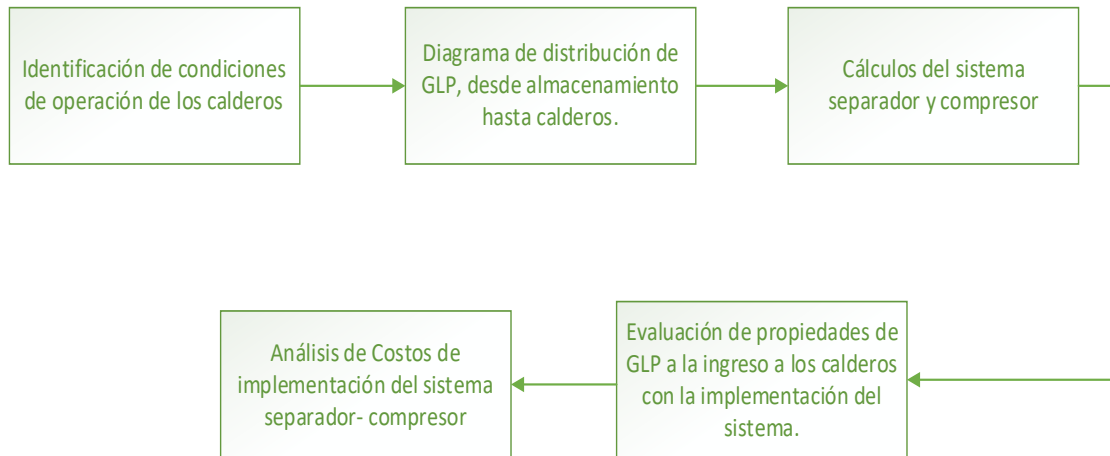 Identificación de condiciones
de operación de los calderos
Diagrama de distribución de
GLP, desde almacenamiento
hasta calderos.
Cálculos del sistema
separador y compresor
Evaluación de propiedades de
GLP a la ingreso a los calderos
con la implementación del
sistema.
Análisis de Costos de
implementación del sistema
separador- compresor